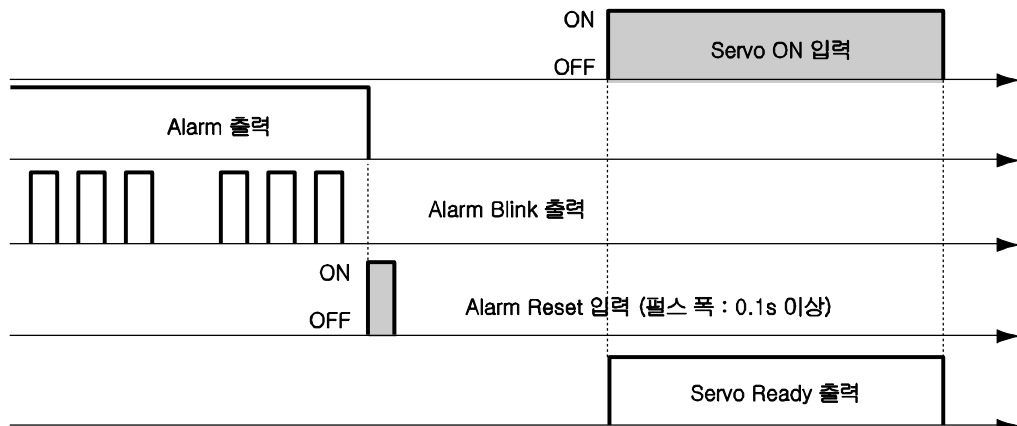 ON
Servo ON 입력
OFF
Alarm 출력
Alarm Blink 출력
ON
Alarm Reset 입력 (펄스 폭 : 0.1s 이상)
OFF
Servo Ready 출력